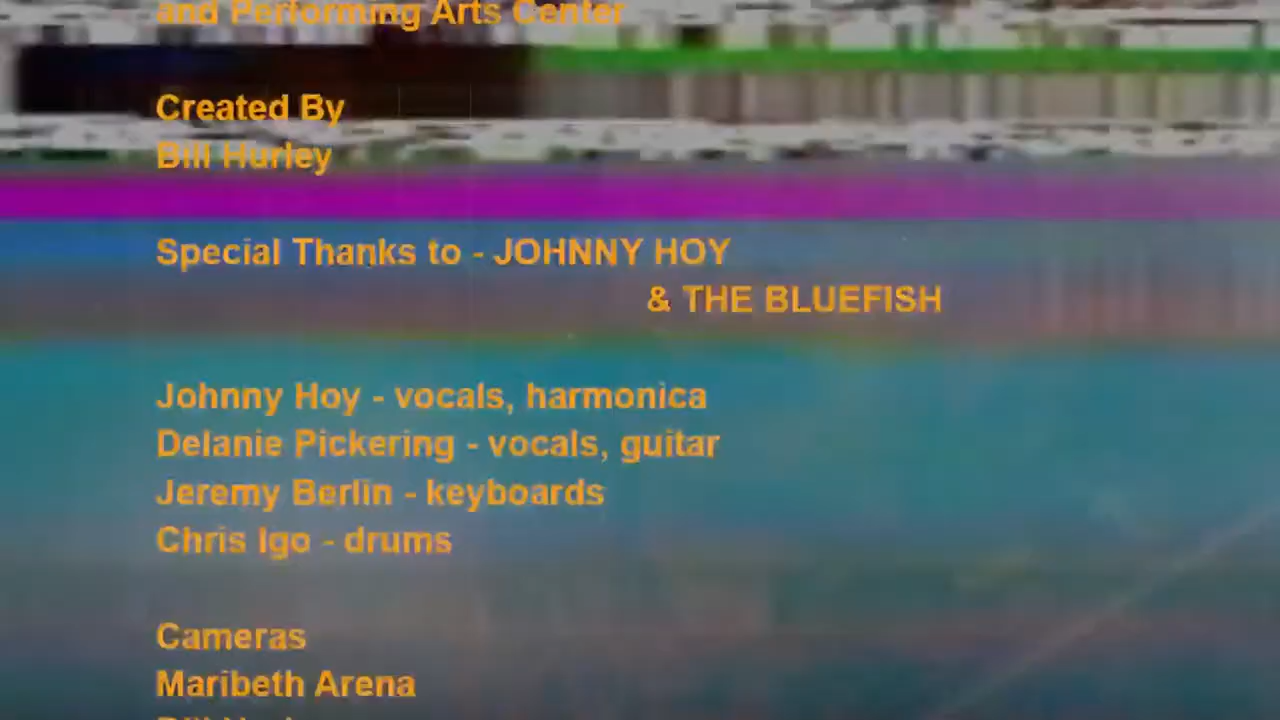 and Performing Arts Center
Created By
Bill Hurley
Special Thanks to - JOHNNY HOY
& THE BLUEFISH
Johnny Hoy - vocals, harmonica
Delanie Pickering - vocals, guitar
Jeremy Berlin - keyboards
Chris Igo - drums
Cameras
Maribeth Arena